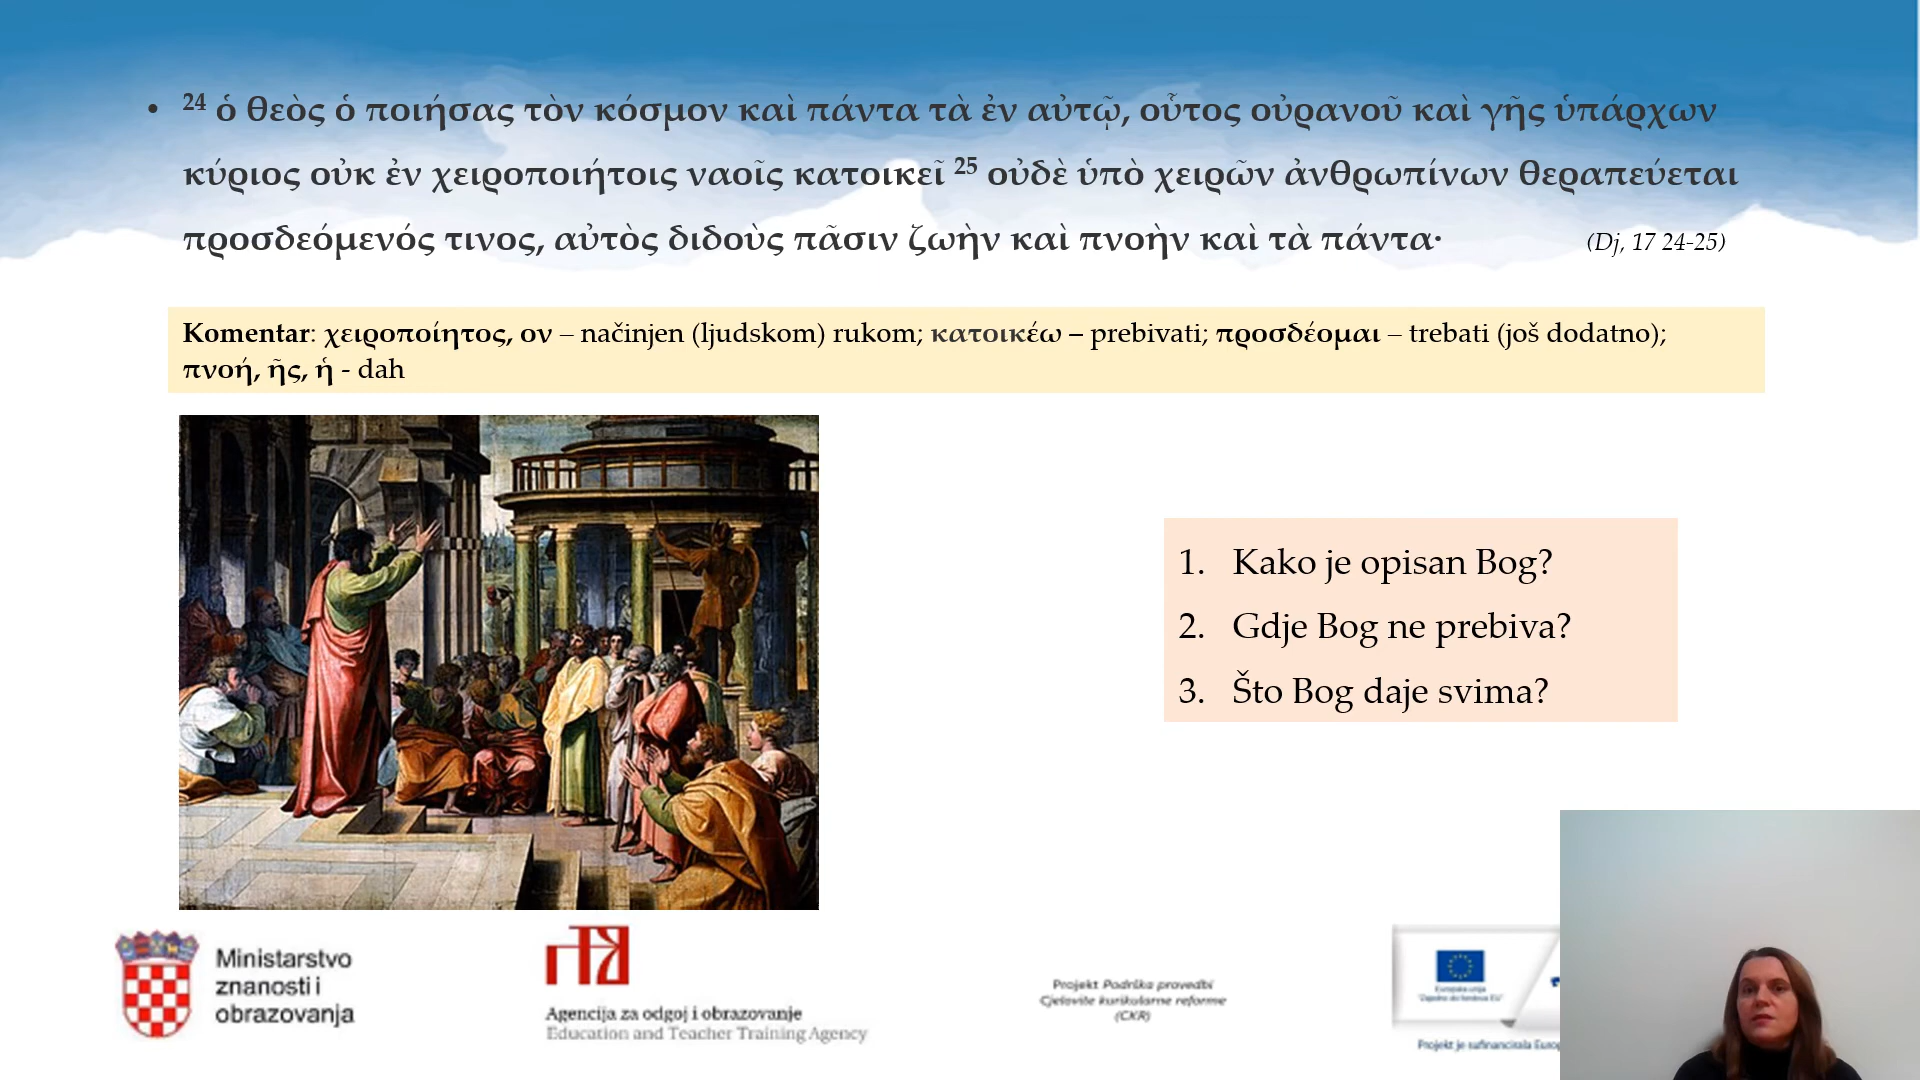 • ²⁴ ὁ θεὸς ὁ ποιήσας τὸν κόσμον καὶ πάντα τὰ ἐν αὐτῷ, οὗτος οὐρανοῦ καὶ γῆς ὑπάρχων
κύριος οὐκ ἐν χειροποιήτοις ναοῖς κατοικεῖ ²⁵ οὐδὲ ὑπὸ χειρῶν ἀνθρωπίνων θεραπεύεται
προσδεόμενός τινος, αὐτὸς διδοὺς πᾶσιν ζωὴν καὶ πνοὴν καὶ τὰ πάντα· (Dj, 17 24-25)
Komentar: χειροποίητος, ον – načinjen (ljudskom) rukom; κατοικέω – prebivati; προσδέομαι – trebati (još dodatno);
πνοή, ῆς, ἡ - dah
1. Kako je opisan Bog?
2. Gdje Bog ne prebiva?
3. Što Bog daje svima?
Ministarstvo
znanosti i
obrazovanja
Agencija za odgoj i obrazovanje
Education and Teacher Training Agency
Projekt Podrška provedbi
Cjelovite kurikularne reforme
(CKR)
Europska unija
"Zajedno do fondova EU"
Projekt je sufinancirala